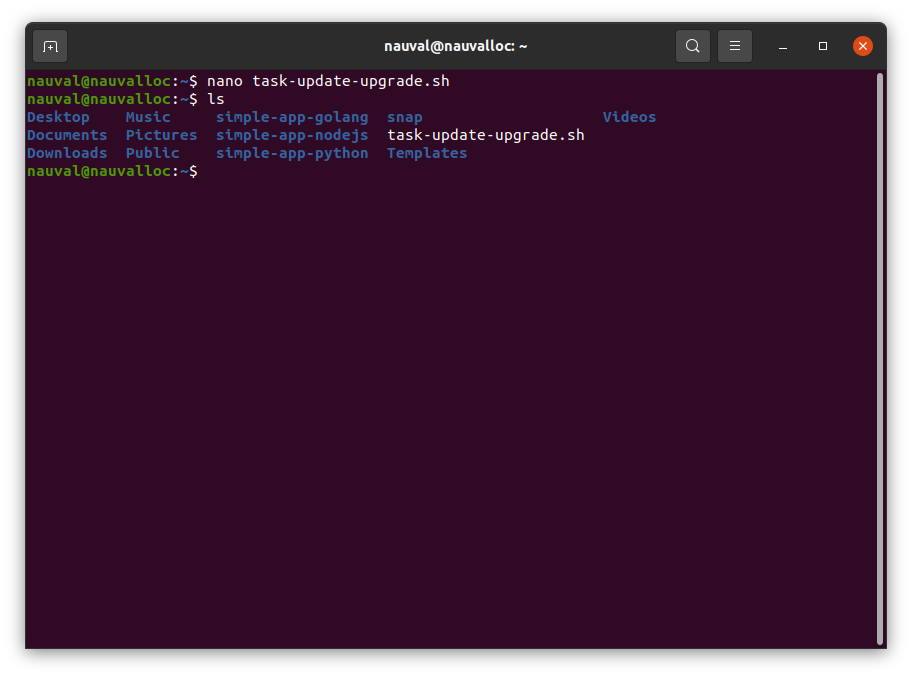 nauval@nauvalloc: ~
nauval@nauvalloc:~$ nano task-update-upgrade.sh
nauval@nauvalloc:~$ ls
Desktop    Music     simple-app-golang  snap                    Videos
Documents  Pictures  simple-app-nodejs  task-update-upgrade.sh
Downloads  Public    simple-app-python  Templates
nauval@nauvalloc:~$